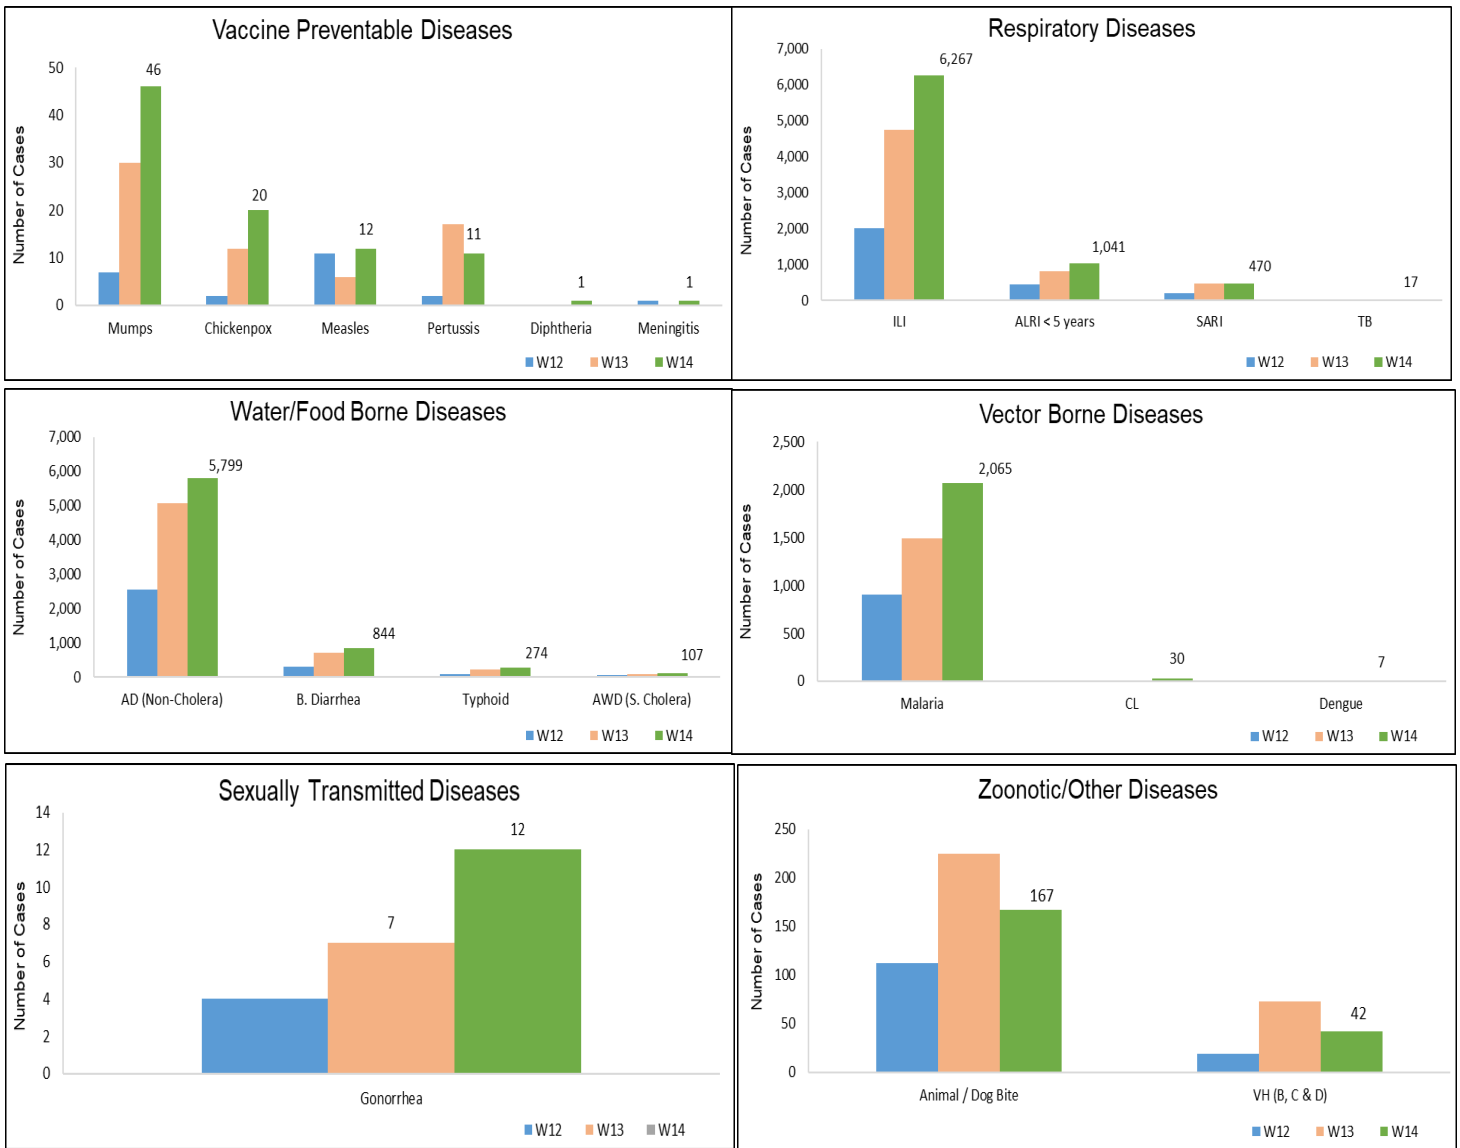 Vaccine Preventable Diseases
Number of Cases
50
40
30
20
10
0
46
20
12
11
1
1
Mumps Chickenpox Measles Pertussis Diphtheria Meningitis
W12 W13 W14
Respiratory Diseases
Number of Cases
7,000
6,000
5,000
4,000
3,000
2,000
1,000
0
6,267
1,041
470
17
ILI ALRI < 5 years SARI TB
W12 W13 W14
Water/Food Borne Diseases
Number of Cases
7,000
6,000
5,000
4,000
3,000
2,000
1,000
0
5,799
844
274
107
AD (Non-Cholera) B. Diarrhea Typhoid AWD (S. Cholera)
W12 W13 W14
Vector Borne Diseases
Number of Cases
2,500
2,000
1,500
1,000
500
0
2,065
30
7
Malaria CL Dengue
W12 W13 W14
Sexually Transmitted Diseases
Number of Cases
14
12
10
8
6
4
2
0
7
12
Gonorrhea
W12 W13 W14
Zoonotic/Other Diseases
Number of Cases
250
200
150
100
50
0
167
42
Animal / Dog Bite VH (B, C & D)
W12 W13 W14